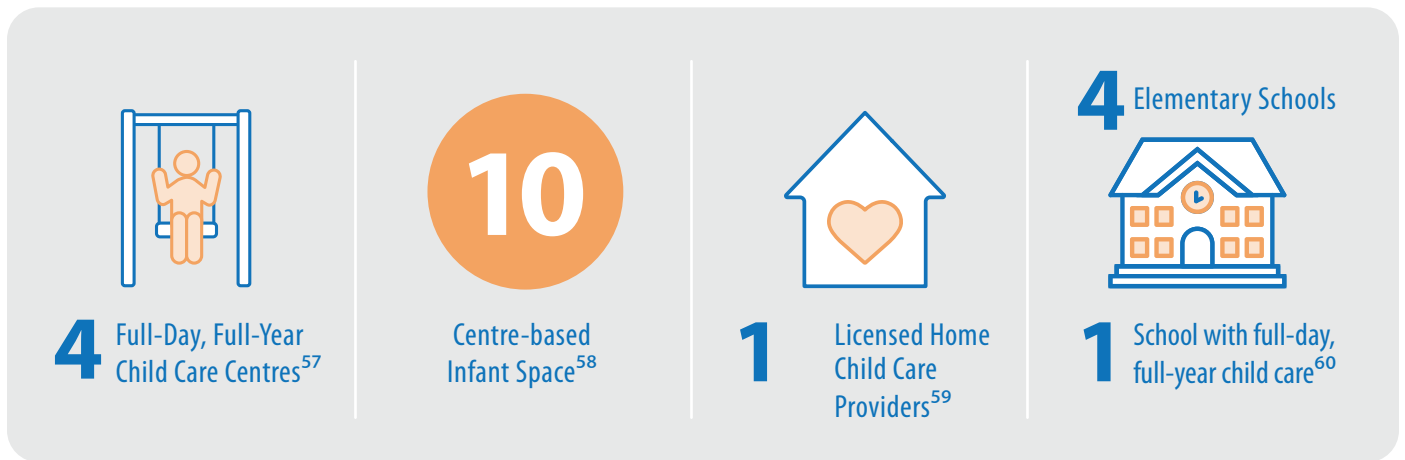 4 Full-Day, Full-Year
Child Care Centres57
10
Centre-based
Infant Space58
1 Licensed Home
Child Care
Providers59
4 Elementary Schools
1 School with full-day,
full-year child care60